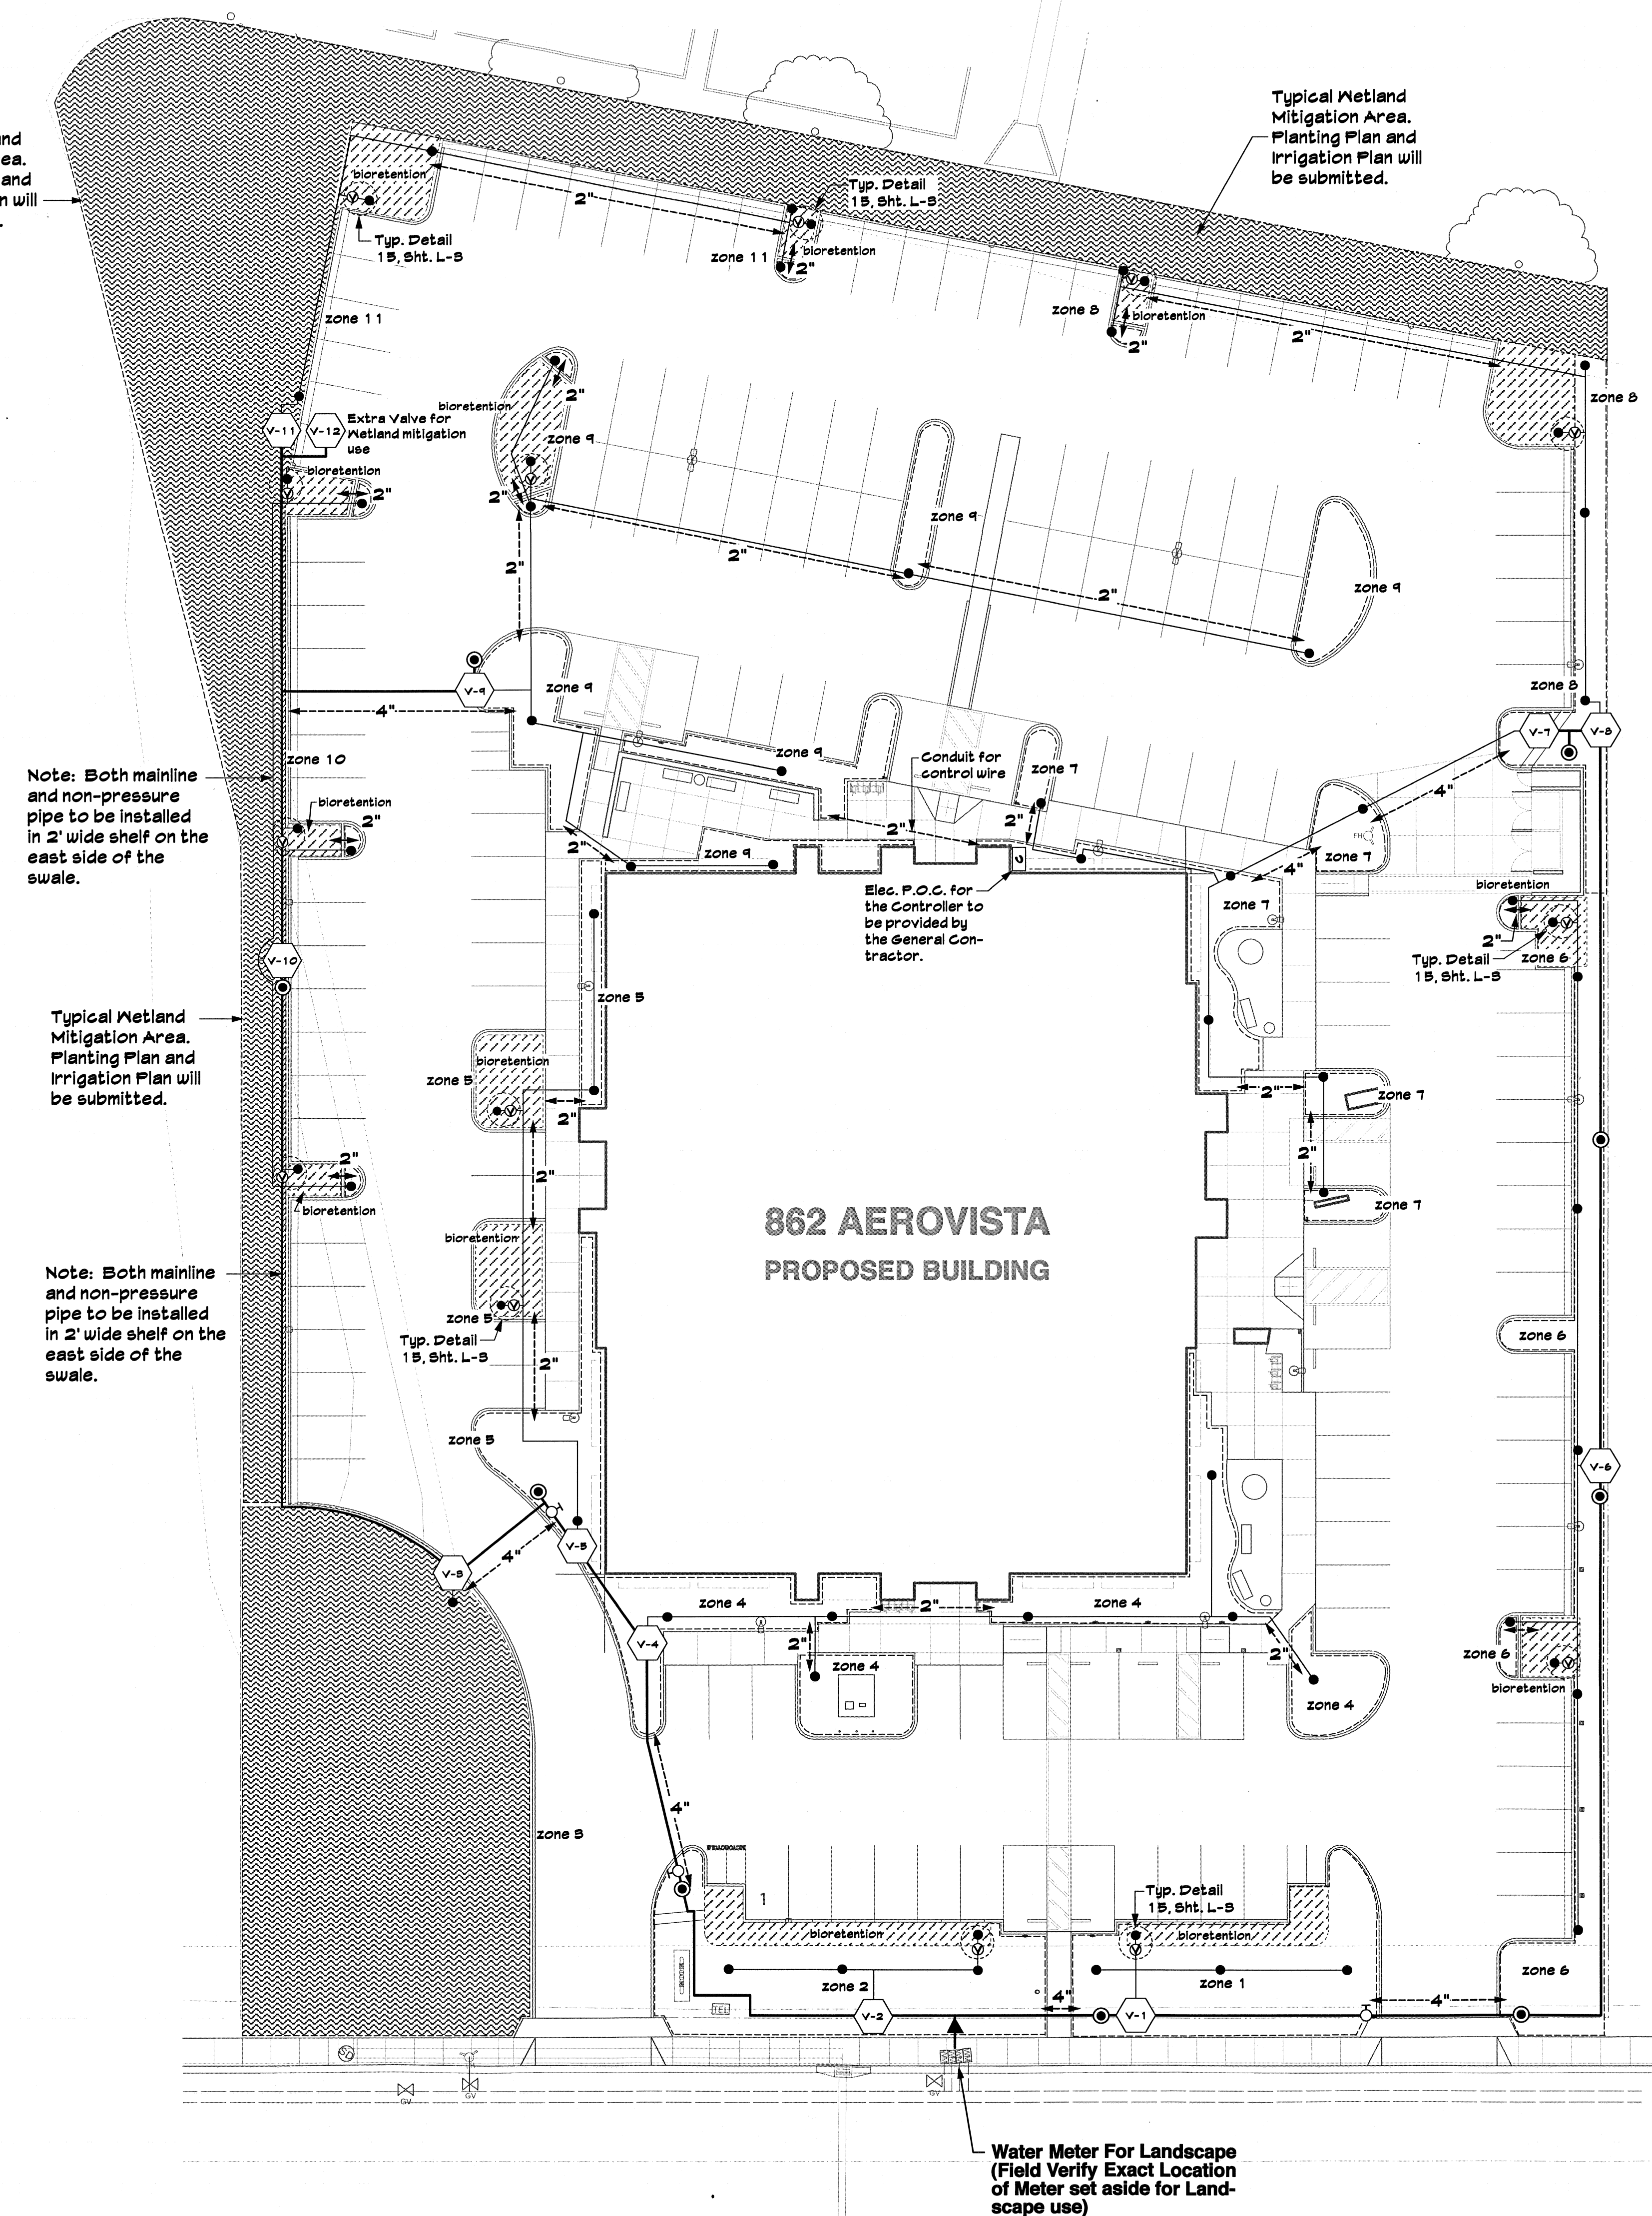 Typical Wetland
Mitigation Area.
Planting Plan and
Irrigation Plan will
be submitted.
and
ea.
and
n will
.
bioretention
2"
Typ. Detail
15, Sht. L-3
Typ. Detail
15, Sht. L-3
zone 11
bioretention
2"
zone 11
zone 8
bioretention
2"
2"
zone 8
V-11
V-12
Extra Valve for
Wetland mitigation
use
bioretention
2"
bioretention
2"
zone 9
2"
2"
2"
zone 9
2"
zone 9
V-9
zone 9
4"
zone 8
V-7
V-8
zone 10
zone 9
Conduit for
control wire
zone 7
4"
Note: Both mainline
and non-pressure
pipe to be installed
in 2' wide shelf on the
east side of the
swale.
bioretention
2"
2"
2"
2"
zone 9
C
FH
zone 7
4"
Elec. P.O.C. for
the Controller to
be provided by
the General Con-
tractor.
zone 7
bioretention
2"
zone 6
Typ. Detail
15, Sht. L-3
V-10
zone 5
Typical Wetland
Mitigation Area.
Planting Plan and
Irrigation Plan will
be submitted.
bioretention
zone 5
2"
2"
zone 7
2"
2"
2"
bioretention
zone 7
862 AEROVISTA
PROPOSED BUILDING
bioretention
zone 5
Typ. Detail
15, Sht. L-3
2"
Note: Both mainline
and non-pressure
pipe to be installed
in 2' wide shelf on the
east side of the
swale.
zone 6
zone 5
V-6
V-5
4"
V-3
zone 4
2"
zone 4
V-4
2"
zone 4
2"
zone 4
zone 6
bioretention
4"
zone 3
MOTORCYCLE
1
Typ. Detail
15, Sht. L-3
bioretention
bioretention
zone 2
zone 1
zone 6
TEL
V-2
4"
V-1
4"
SD
GV
GV
GV
Water Meter For Landscape
(Field Verify Exact Location
of Meter set aside for Land-
scape use)